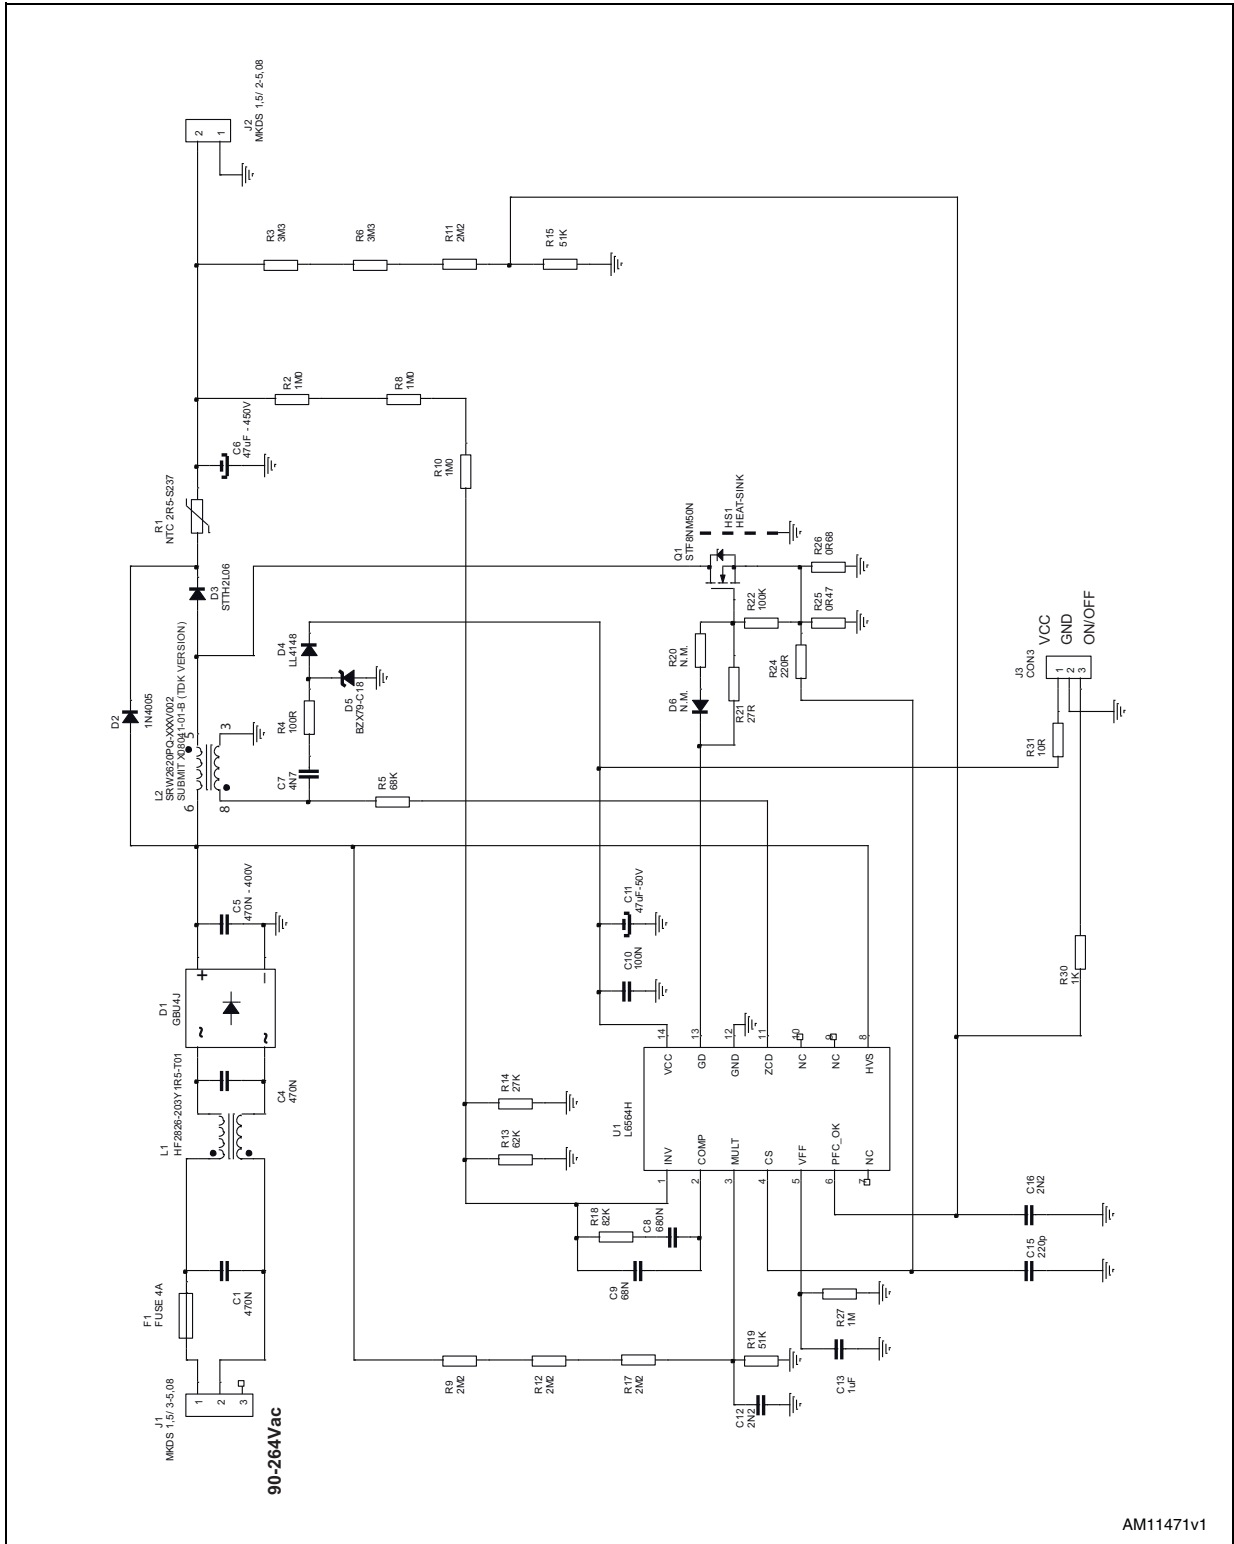 J1
MKDS 1,5/ 3-5,08
1
2
3
90-264Vac
F1
FUSE 4A
C1
470N
L1
HF2826-203Y1R5-T01
C4
470N
D1
GBU4J
~
~
+
−
C5
470N - 400V
D2
1N4005
L2
SRW2620PQ-XXXV002
SUBMIT X08041-01-B (TDK VERSION)
6
5
8
3
D3
STTH2L06
R1
NTC 2R5-S237
C6
47uF - 450V
J2
MKDS 1,5/ 2-5,08
2
1
C7
4N7
R4
100R
D4
LL4148
D5
BZX79-C18
R5
68K
R2
1M0
R8
1M0
R10
1M0
R3
3M3
R6
3M3
R11
2M2
R15
51K
R9
2M2
R12
2M2
R17
2M2
R19
51K
C12
2N2
C9
68N
R18
82K
C8
680N
R13
62K
R14
27K
C10
100N
C11
47uF-50V
U1
L6564H
INV
COMP
MULT
CS
VFF
PFC_OK
NC
1
2
3
4
5
6
7
VCC
GD
GND
ZCD
NC
NC
HVS
14
13
12
11
10
9
8
C13
1uF
R27
1M
C15
220p
C16
2N2
D6
N.M.
R20
N.M.
R21
27R
R22
100K
R24
220R
R25
0R47
R26
0R68
Q1
STF8NM50N
HS1
HEAT-SINK
R30
1K
R31
10R
J3
CON3
1
2
3
VCC
GND
ON/OFF
AM11471v1